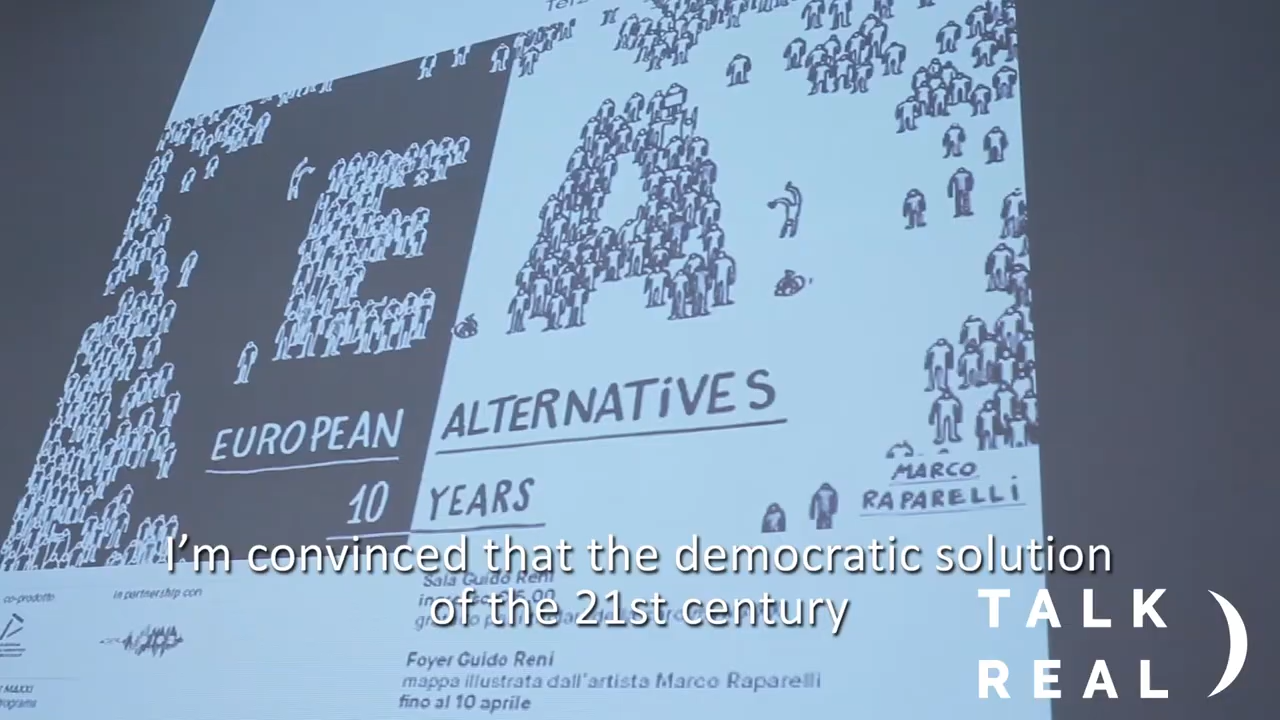 EA
EUROPEAN ALTERNATiVES
10 YEARS
MARCO
RAPARELLi
I'm convinced that the democratic solution
of the 21st century
co-prodotto
in partnership con
Sala Guido Reni
Foyer Guido Reni
mappa illustrata dall'artista Marco Raparelli
fino al 10 aprile
MAXXI
TALK
REAL